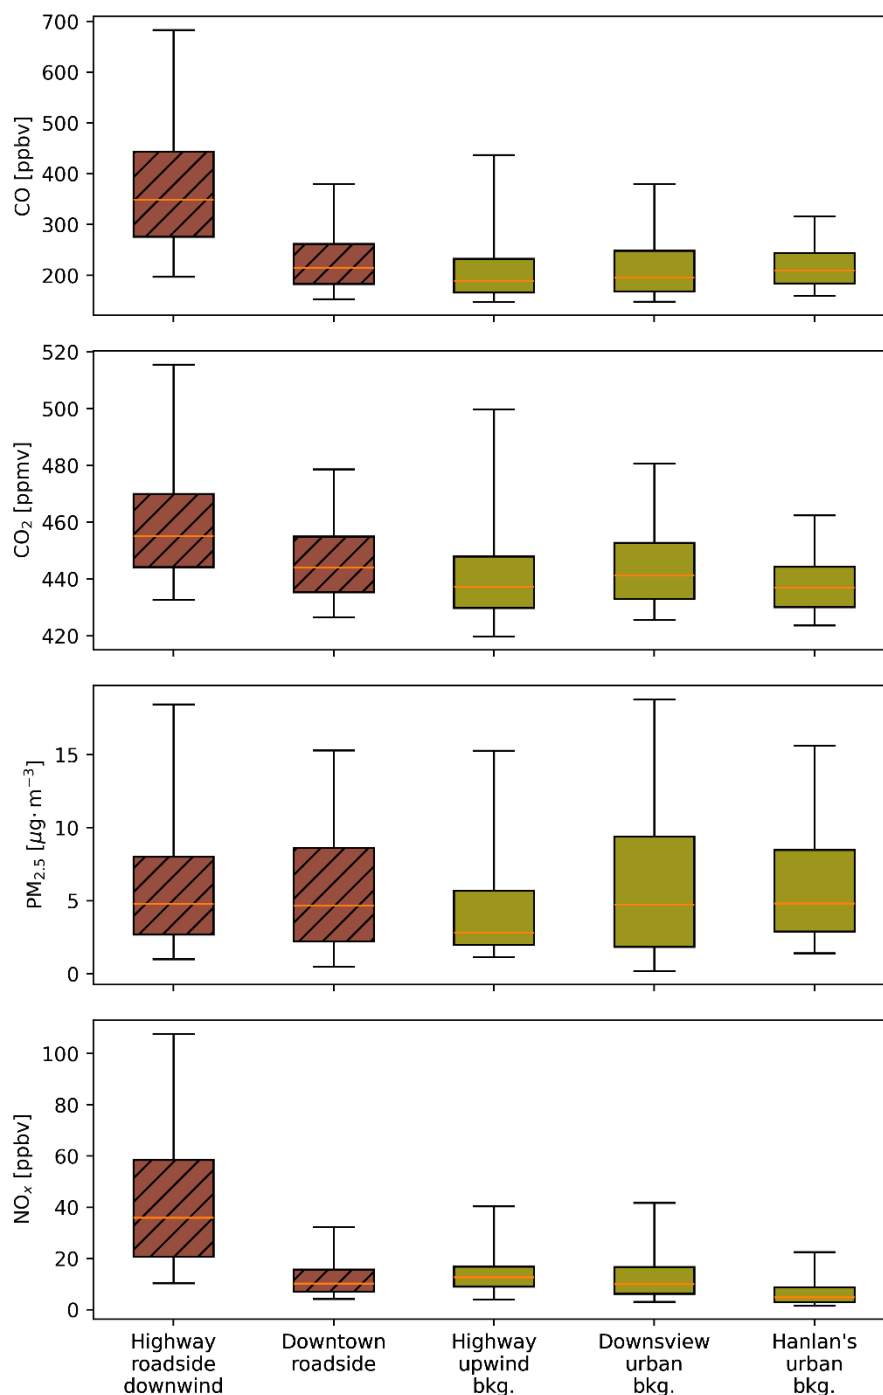 700
600
500
400
300
200
CO [ppbv]
520
500
480
460
440
420
CO₂ [ppmv]
15
10
5
0
PM₂.₅ [μg·m⁻³]
100
80
60
40
20
0
NOₓ [ppbv]
Highway
roadside
downwind
Downtown
roadside
Highway
upwind
bkg.
Downsview
urban
bkg.
Hanlan's
urban
bkg.